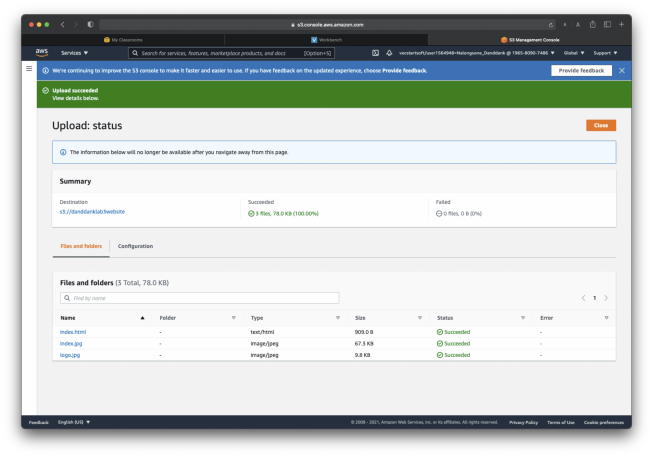 s3.console.aws.amazon.com
My Classrooms
Workbench
S3 Management Console
aws
Services ▼
Search for services, features, marketplace products, and docs
[Option+S]
vocstartsoft/user1564948=Nalongsone_Danddank @ 1965-8090-7486 ▼
Global ▼
Support ▼
We're continuing to improve the S3 console to make it faster and easier to use. If you have feedback on the updated experience, choose Provide feedback.
Provide feedback
Upload succeeded
View details below.
Upload: status
Close
The information below will no longer be available after you navigate away from this page.
Summary
Destination
Succeeded
Failed
s3://danddanklab3website
3 files, 78.0 KB (100.00%)
0 files, 0 B (0%)
Files and folders
Configuration
Files and folders (3 Total, 78.0 KB)
Find by name
1
Name
Folder
Type
Size
Status
Error
index.html - text/html 909.0 B Succeeded -
index.jpg - image/jpeg 67.3 KB Succeeded -
logo.jpg - image/jpeg 9.8 KB Succeeded -
Feedback
English (US) ▼
© 2008 - 2021, Amazon Web Services, Inc. or its affiliates. All rights reserved.
Privacy Policy
Terms of Use
Cookie preferences